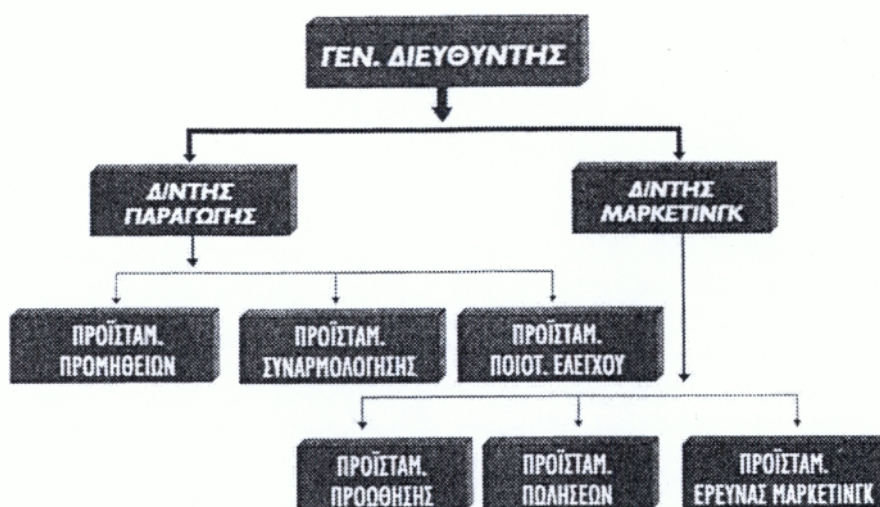 ΓΕΝ. ΔΙΕΥΘΥΝΤΗΣ
Δ/ΝΤΗΣ
ΠΑΡΑΓΩΓΗΣ
Δ/ΝΤΗΣ
ΜΑΡΚΕΤΙΝΓΚ
ΠΡΟΪΣΤΑΜ.
ΠΡΟΜΗΘΕΙΩΝ
ΠΡΟΪΣΤΑΜ.
ΣΥΝΑΡΜΟΛΟΓΗΣΗΣ
ΠΡΟΪΣΤΑΜ.
ΠΟΙΟΤ. ΕΛΕΓΧΟΥ
ΠΡΟΪΣΤΑΜ.
ΠΡΟΩΘΗΣΗΣ
ΠΡΟΪΣΤΑΜ.
ΠΩΛΗΣΕΩΝ
ΠΡΟΪΣΤΑΜ.
ΕΡΕΥΝΑΣ ΜΑΡΚΕΤΙΝΓΚ